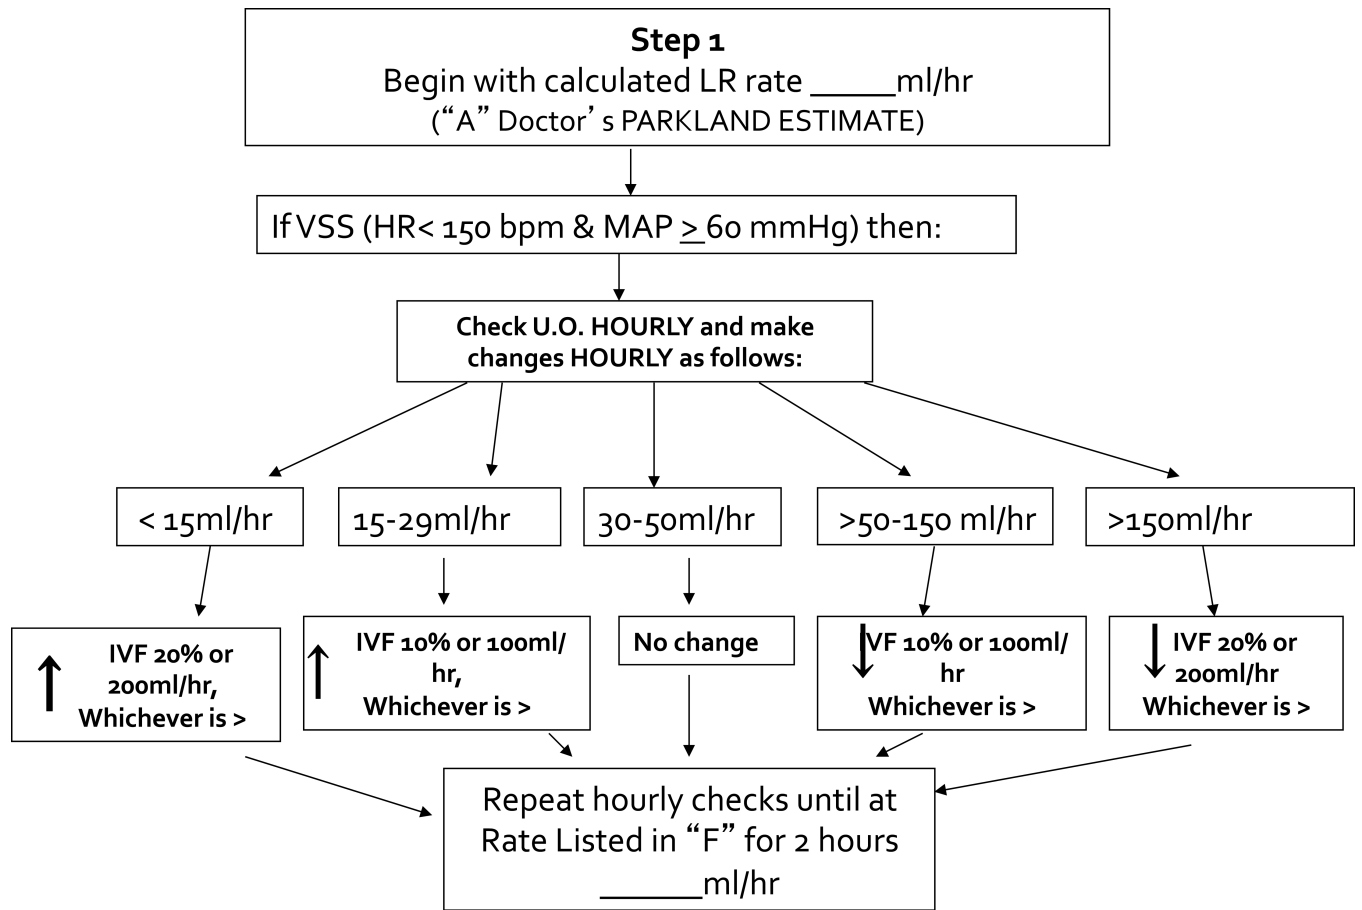 Step 1
Begin with calculated LR rate ______ml/hr
(“A” Doctor’s PARKLAND ESTIMATE)
If VSS (HR< 150 bpm & MAP > 60 mmHg) then:
Check U.O. HOURLY and make
changes HOURLY as follows:
< 15ml/hr
15-29ml/hr
30-50ml/hr
>50-150 ml/hr
>150ml/hr
IVF 20% or
200ml/hr,
Whichever is >
IVF 10% or 100ml/
hr,
Whichever is >
No change
IVF 10% or 100ml/
hr
Whichever is >
IVF 20% or
200ml/hr
Whichever is >
Repeat hourly checks until at
Rate Listed in “F” for 2 hours
_______ml/hr